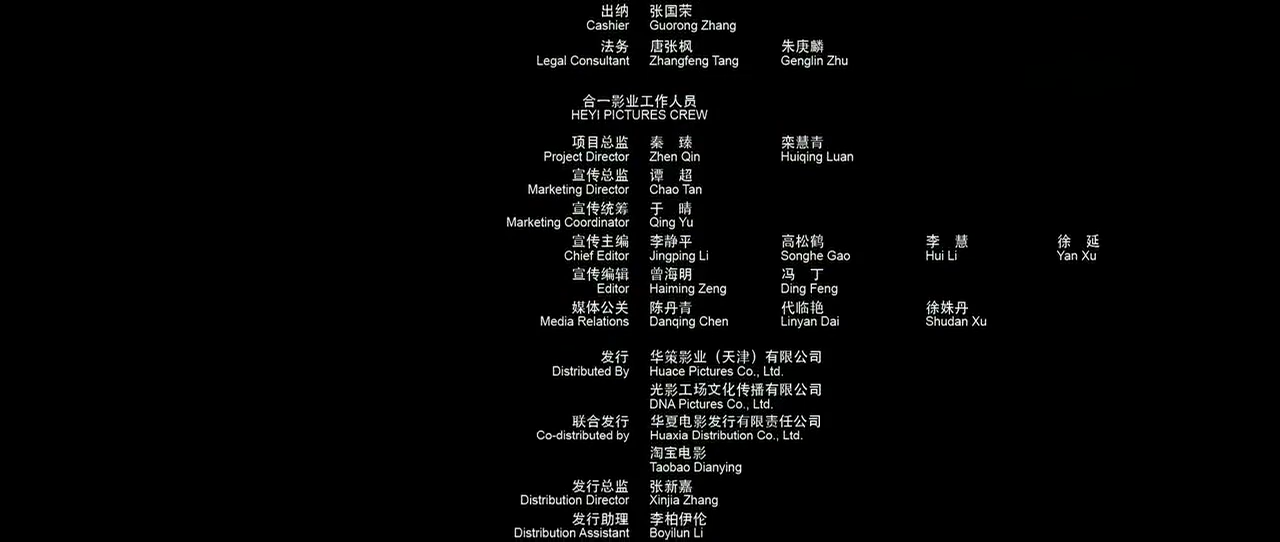 出纳 张国荣
Cashier Guorong Zhang
法务 唐张枫 朱庚麟
Legal Consultant Zhangfeng Tang Genglin Zhu
合一影业工作人员
HEYI PICTURES CREW
项目总监 秦 臻 栾慧青
Project Director Zhen Qin Huiqing Luan
宣传总监 谭 超
Marketing Director Chao Tan
宣传统筹 于 晴
Marketing Coordinator Qing Yu
宣传主编 李静平 高松鹤 李 慧 徐 延
Chief Editor Jingping Li Songhe Gao Hui Li Yan Xu
宣传编辑 曾海明 冯 丁
Editor Haiming Zeng Ding Feng
媒体公关 陈丹青 代临艳 徐姝丹
Media Relations Danqing Chen Linyan Dai Shudan Xu
发行 华策影业（天津）有限公司
Distributed By Huace Pictures Co., Ltd.
光影工场文化传播有限公司
DNA Pictures Co., Ltd.
联合发行 华夏电影发行有限责任公司
Co-distributed by Huaxia Distribution Co., Ltd.
淘宝电影
Taobao Dianying
发行总监 张新嘉
Distribution Director Xinjia Zhang
发行助理 李柏伊伦
Distribution Assistant Boyilun Li